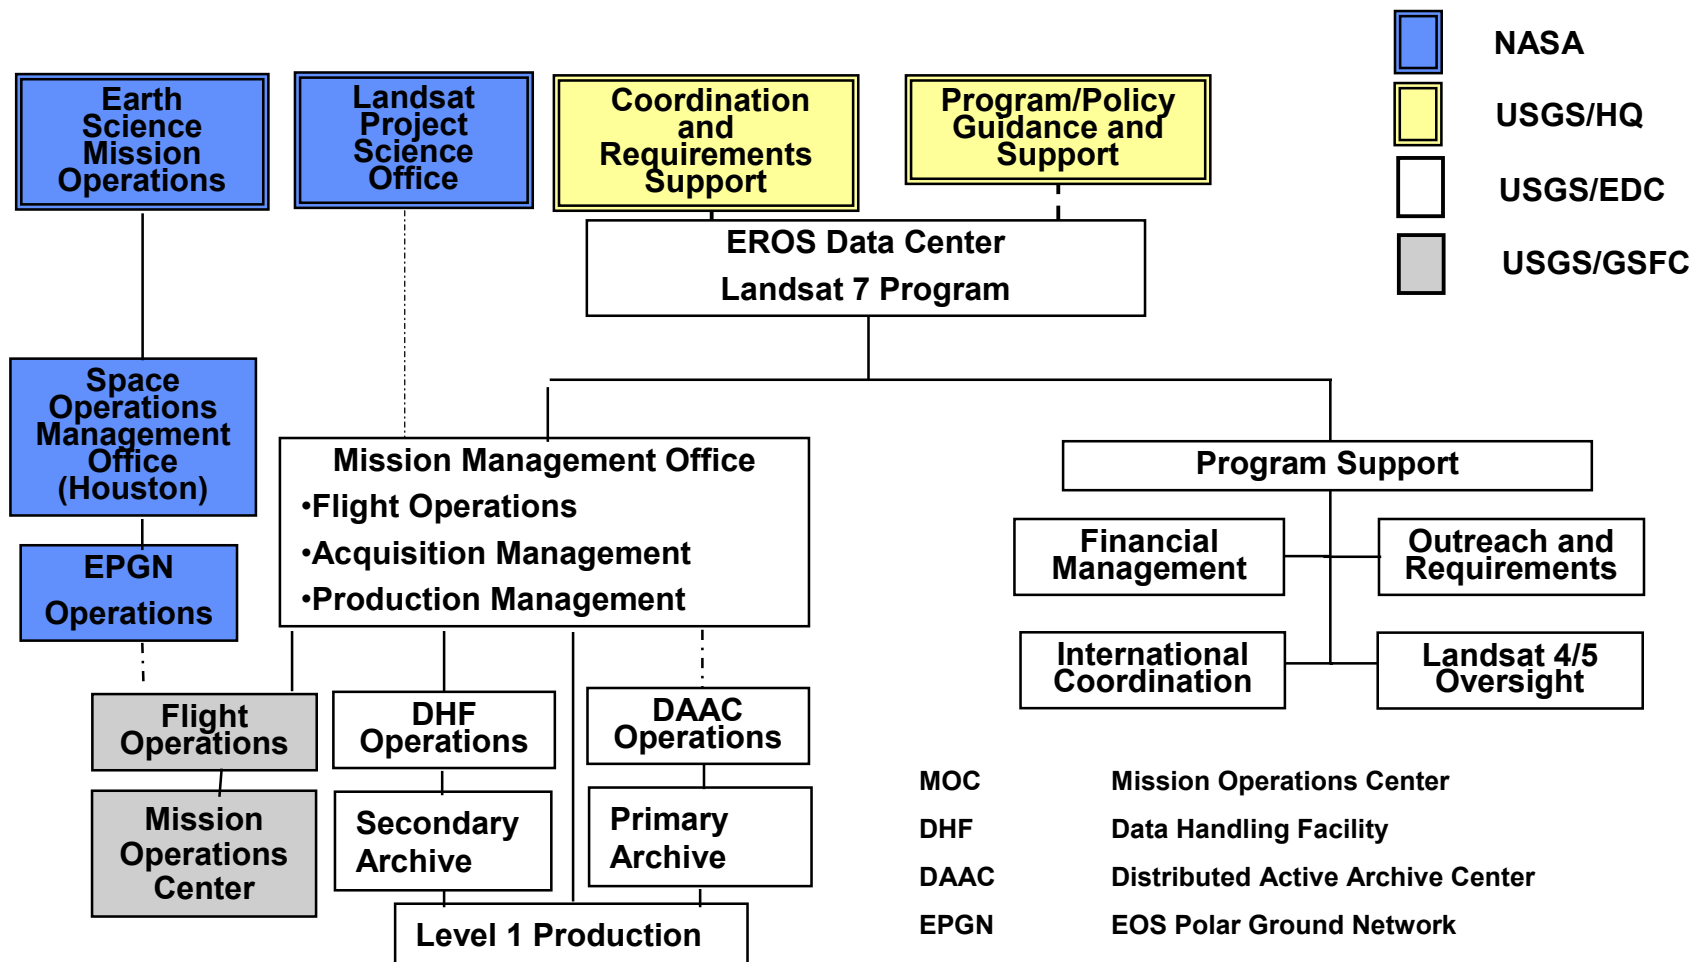 NASA
USGS/HQ
USGS/EDC
USGS/GSFC
Earth
Science
Mission
Operations
Landsat
Project
Science
Office
Coordination
and
Requirements
Support
Program/Policy
Guidance and
Support
EROS Data Center
Landsat 7 Program
Space
Operations
Management
Office
(Houston)
EPGN
Operations
Mission Management Office
•Flight Operations
•Acquisition Management
•Production Management
Program Support
Financial
Management
Outreach and
Requirements
International
Coordination
Landsat 4/5
Oversight
Flight
Operations
DHF
Operations
DAAC
Operations
Mission
Operations
Center
Secondary
Archive
Primary
Archive
Level 1 Production
MOC Mission Operations Center
DHF Data Handling Facility
DAAC Distributed Active Archive Center
EPGN EOS Polar Ground Network